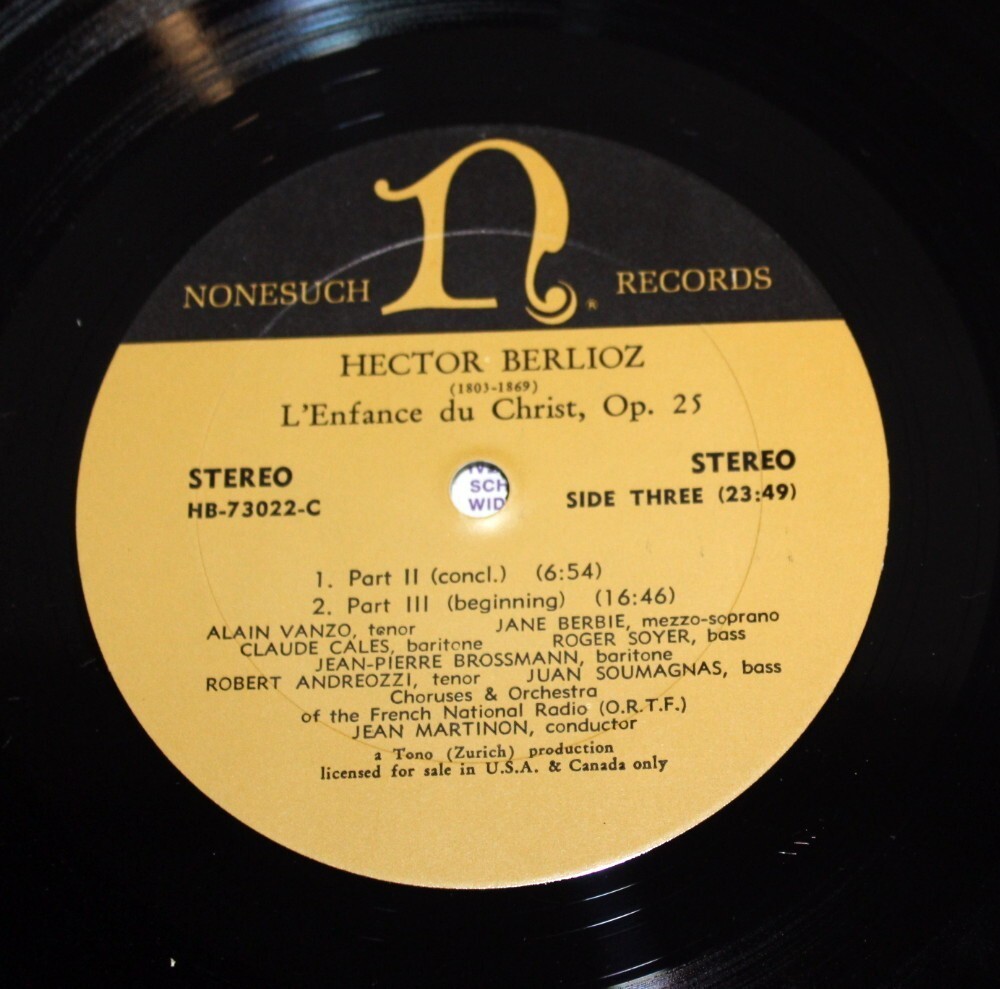 n
NONESUCH RECORDS ®
HECTOR BERLIOZ
(1803-1869)
L'Enfance du Christ, Op. 25
STEREO
HB-73022-C
STEREO
SIDE THREE (23:49)
SCH
WID
1. Part II (concl.) (6:54)
2. Part III (beginning) (16:46)
ALAIN VANZO, tenor JANE BERBIE, mezzo-soprano
CLAUDE CALES, baritone ROGER SOYER, bass
JEAN-PIERRE BROSSMANN, baritone
ROBERT ANDREOZZI, tenor JUAN SOUMAGNAS, bass
Choruses & Orchestra
of the French National Radio (O.R.T.F.)
JEAN MARTINON, conductor
a Tono (Zurich) production
licensed for sale in U.S.A. & Canada only